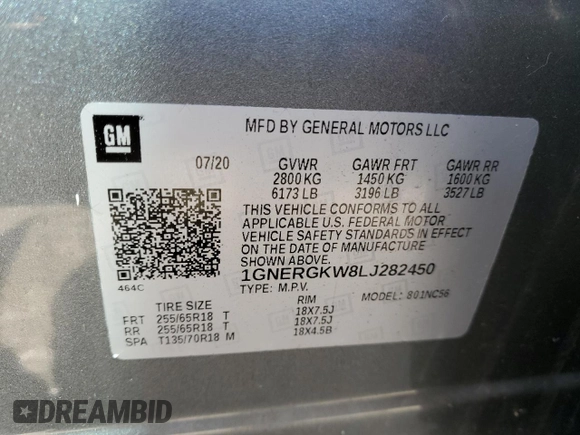 GM
MFD BY GENERAL MOTORS LLC
07/20 GVWR GAWR FRT GAWR RR
2800 KG 1450 KG 1600 KG
6173 LB 3196 LB 3527 LB
THIS VEHICLE CONFORMS TO ALL
APPLICABLE U.S. FEDERAL MOTOR
VEHICLE SAFETY STANDARDS IN EFFECT
ON THE DATE OF MANUFACTURE
SHOWN ABOVE.
464C 1GNERGKW8LJ282450
TYPE: M.P.V. MODEL: 801NC56
TIRE SIZE RIM
FRT 255/65R18 T 18X7.5J
RR 255/65R18 T 18X7.5J
SPA T135/70R18 M 18X4.5B
DREAMBID